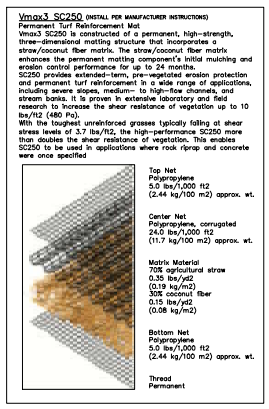 Vmax3 SC250 (INSTALL PER MANUFACTURER INSTRUCTIONS)
Permanent Turf Reinforcement Mat
Vmax3 SC250 is constructed of a permanent, high-strength,
three-dimensional matting structure that incorporates a
straw/coconut fiber matrix. The straw/coconut fiber matrix
enhances the permanent matting component's initial mulching and
erosion control performance for up to 24 months.
SC250 provides extended-term, pre-vegetated erosion protection
and permanent turf reinforcement in a wide range of applications,
including severe slopes, medium- to high-flow channels, and
stream banks. It is proven in extensive laboratory and field
research to increase the shear resistance of vegetation up to 10
lbs/ft2 (480 Pa).
With the toughest unreinforced grasses typically failing at shear
stress levels of 3.7 lbs/ft2, the high-performance SC250 more
than doubles the shear resistance of vegetation. This enables
SC250 to be used in applications where rock riprap and concrete
were once specified
Top Net
Polypropylene
5.0 lbs/1,000 ft2
(2.44 kg/100 m2) approx. wt.
Center Net
Polypropylene, corrugated
24.0 lbs/1,000 ft2
(11.7 kg/100 m2) approx. wt.
Matrix Material
70% agricultural straw
0.35 lbs/yd2
(0.19 kg/m2)
30% coconut fiber
0.15 lbs/yd2
(0.08 kg/m2)
Bottom Net
Polypropylene
5.0 lbs/1,000 ft2
(2.44 kg/100 m2) approx. wt.
Thread
Permanent